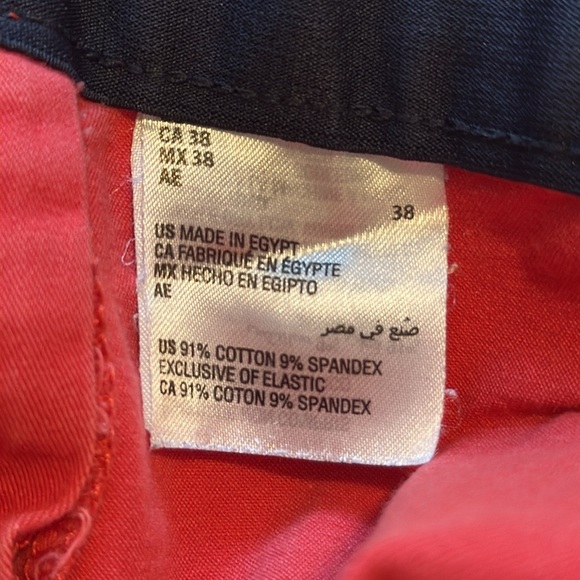 CA 38
MX 38
AE
38
US MADE IN EGYPT
CA FABRIQUÉ EN ÉGYPTE
MX HECHO EN EGIPTO
AE
صُنع في مصر
US 91% COTTON 9% SPANDEX
EXCLUSIVE OF ELASTIC
CA 91% COTON 9% SPANDEX